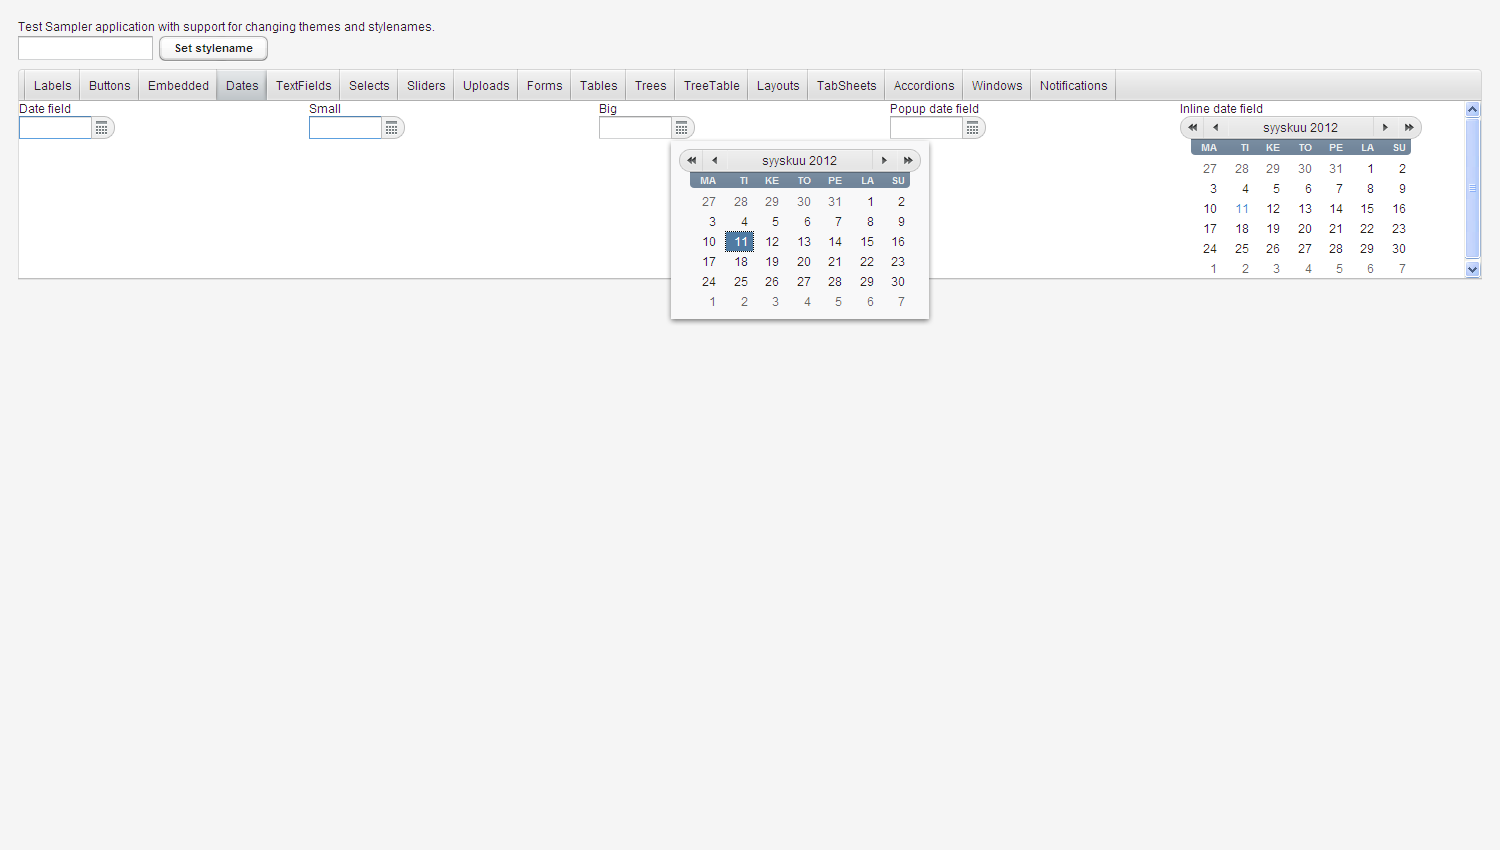 Test Sampler application with support for changing themes and stylenames.
Set stylename
Labels Buttons Embedded Dates TextFields Selects Sliders Uploads Forms Tables Trees TreeTable Layouts TabSheets Accordions Windows Notifications
Date field Small Big Popup date field Inline date field
syyskuu 2012
MA TI KE TO PE LA SU
27 28 29 30 31 1 2
3 4 5 6 7 8 9
10 11 12 13 14 15 16
17 18 19 20 21 22 23
24 25 26 27 28 29 30
1 2 3 4 5 6 7
syyskuu 2012
MA TI KE TO PE LA SU
27 28 29 30 31 1 2
3 4 5 6 7 8 9
10 11 12 13 14 15 16
17 18 19 20 21 22 23
24 25 26 27 28 29 30
1 2 3 4 5 6 7